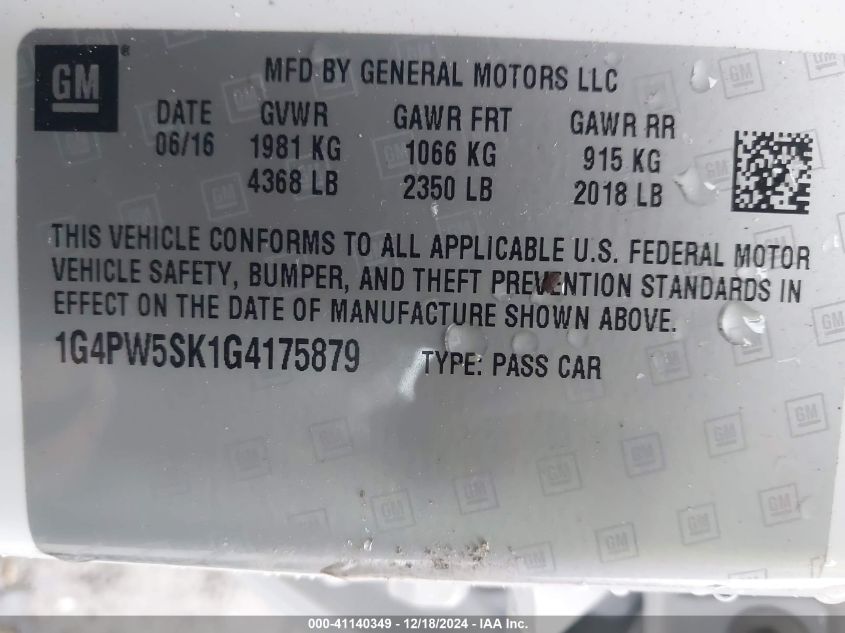 GM ®
MFD BY GENERAL MOTORS LLC
DATE GVWR GAWR FRT GAWR RR
06/16 1981 KG 1066 KG 915 KG
4368 LB 2350 LB 2018 LB
THIS VEHICLE CONFORMS TO ALL APPLICABLE U.S. FEDERAL MOTOR
VEHICLE SAFETY, BUMPER, AND THEFT PREVENTION STANDARDS IN
EFFECT ON THE DATE OF MANUFACTURE SHOWN ABOVE.
1G4PW5SK1G4175879 TYPE: PASS CAR
000-41140349 - 12/18/2024 - IAA Inc.